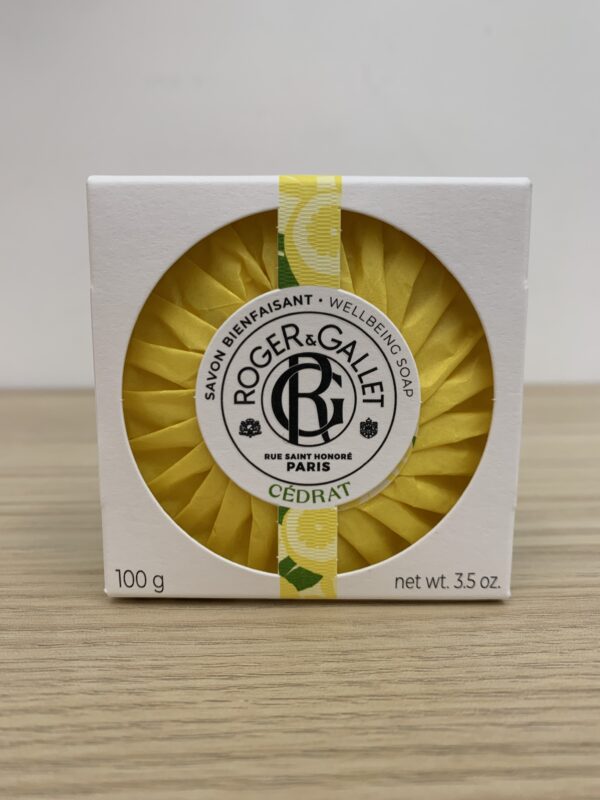 SAVON BIENFAISANT • WELLBEING SOAP
ROGER & GALLET
RG
RUE SAINT HONORÉ
PARIS
CÉDRAT
100 g
net wt. 3.5 oz.